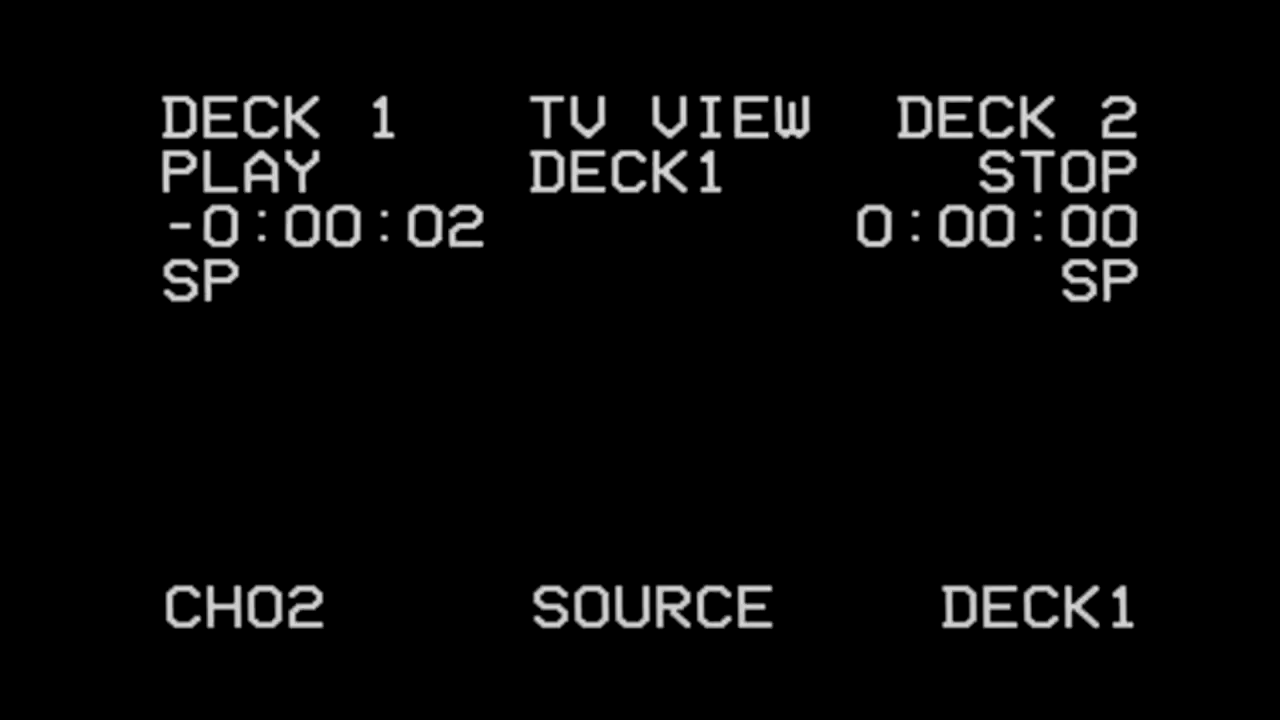 DECK 1 TV VIEW DECK 2
PLAY DECK1 STOP
-0:00:02 0:00:00
SP SP
CH02 SOURCE DECK1